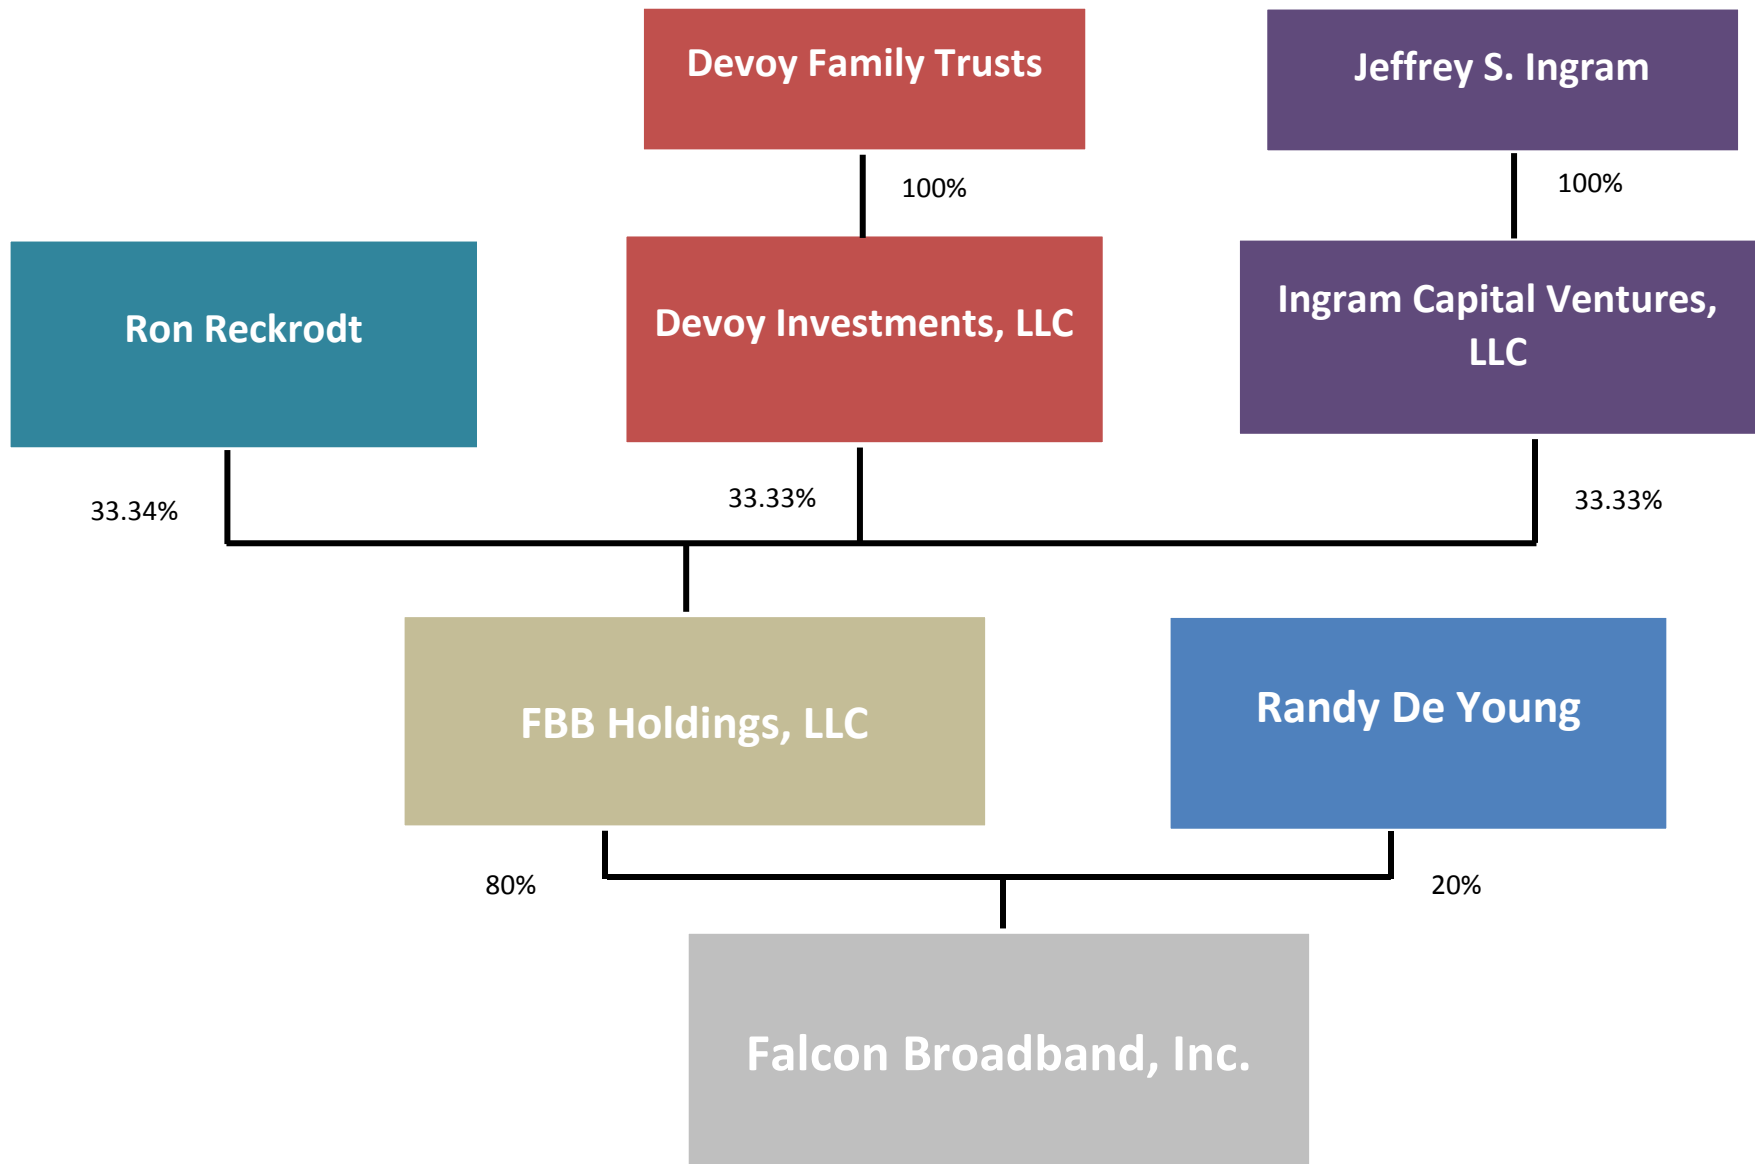 Devoy Family Trusts
Jeffrey S. Ingram
100%
100%
Ron Reckrodt
Devoy Investments, LLC
Ingram Capital Ventures,
LLC
33.34%
33.33%
33.33%
FBB Holdings, LLC
Randy De Young
80%
20%
Falcon Broadband, Inc.